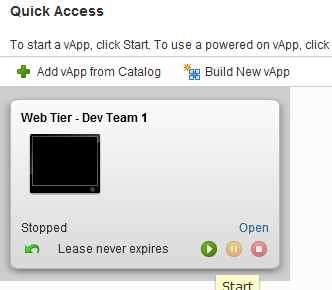 Quick Access
To start a vApp, click Start. To use a powered on vApp, click
Add vApp from Catalog Build New vApp
Web Tier - Dev Team 1
Stopped Open
Lease never expires
Start